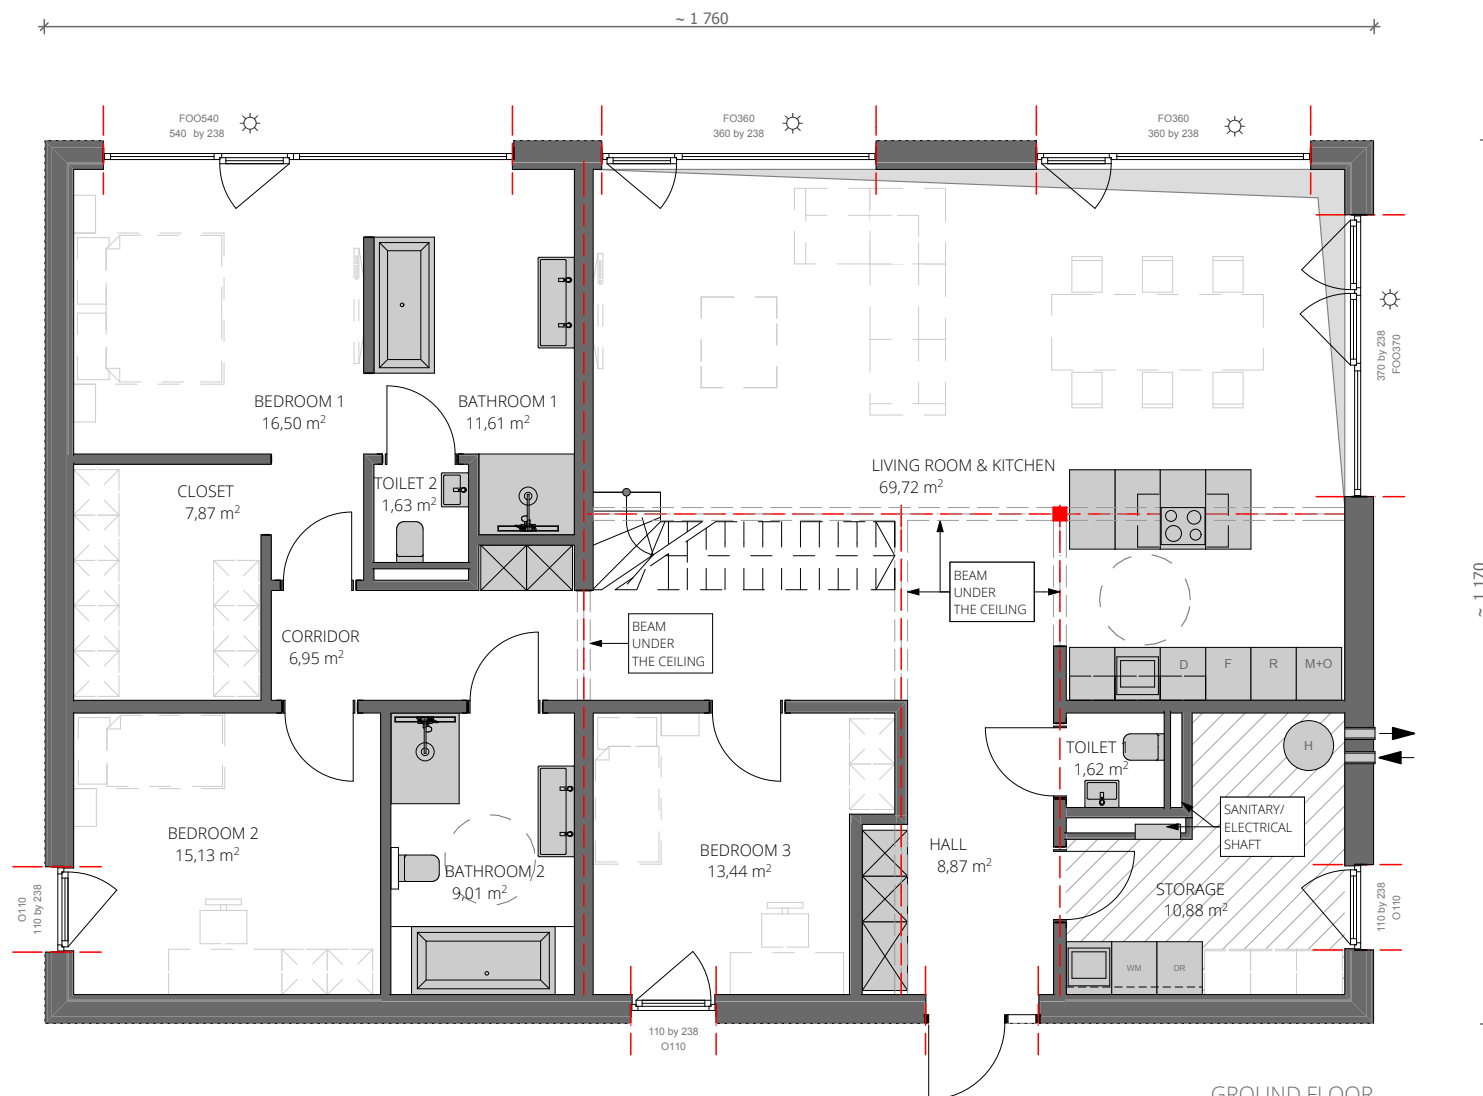 ~ 1 760
FOO540
540 by 238
FO360
360 by 238
FO360
360 by 238
370 by 238
FOO370
~ 1 170
BEDROOM 1
16,50 m²
BATHROOM 1
11,61 m²
LIVING ROOM & KITCHEN
69,72 m²
CLOSET
7,87 m²
TOILET 2
1,63 m²
BEAM
UNDER
THE CEILING
CORRIDOR
6,95 m²
BEAM
UNDER
THE CEILING
D
F
R
M+O
TOILET 1
1,62 m²
H
SANITARY/
ELECTRICAL
SHAFT
BEDROOM 2
15,13 m²
BATHROOM 2
9,01 m²
BEDROOM 3
13,44 m²
HALL
8,87 m²
STORAGE
10,88 m²
O110
110 by 238
110 by 238
O110
WM
DR
110 by 238
O110
GROUND FLOOR